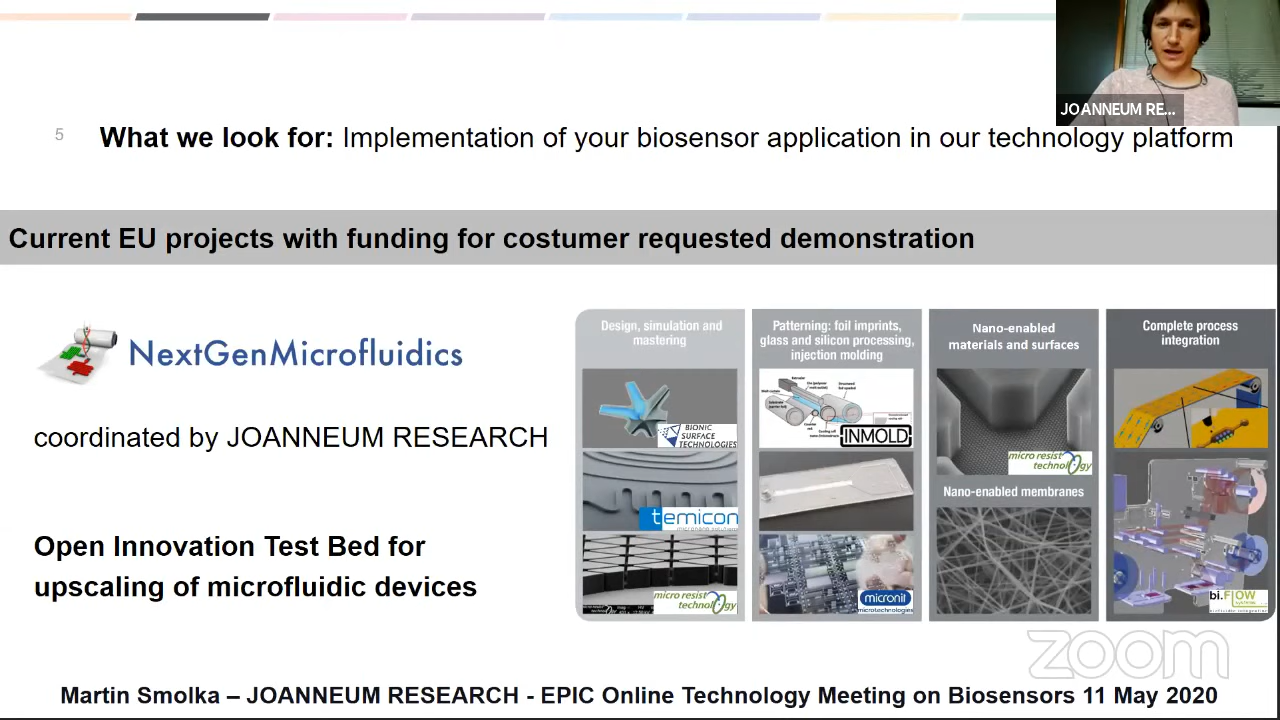 JOANNEUM RE...
5
What we look for: Implementation of your biosensor application in our technology platform
Current EU projects with funding for costumer requested demonstration
NextGenMicrofluidics
coordinated by JOANNEUM RESEARCH
Open Innovation Test Bed for
upscaling of microfluidic devices
Design, simulation and
mastering
BIONIC
SURFACE
TECHNOLOGIES
temicon
micro resist
technology
Patterning: foil imprints,
glass and silicon processing,
injection molding
INMOLD
micronit
microtechnologies
Nano-enabled
materials and surfaces
micro resist
technology
Nano-enabled membranes
Complete process
integration
bi.FLOW
systems
zoom
Martin Smolka – JOANNEUM RESEARCH - EPIC Online Technology Meeting on Biosensors 11 May 2020